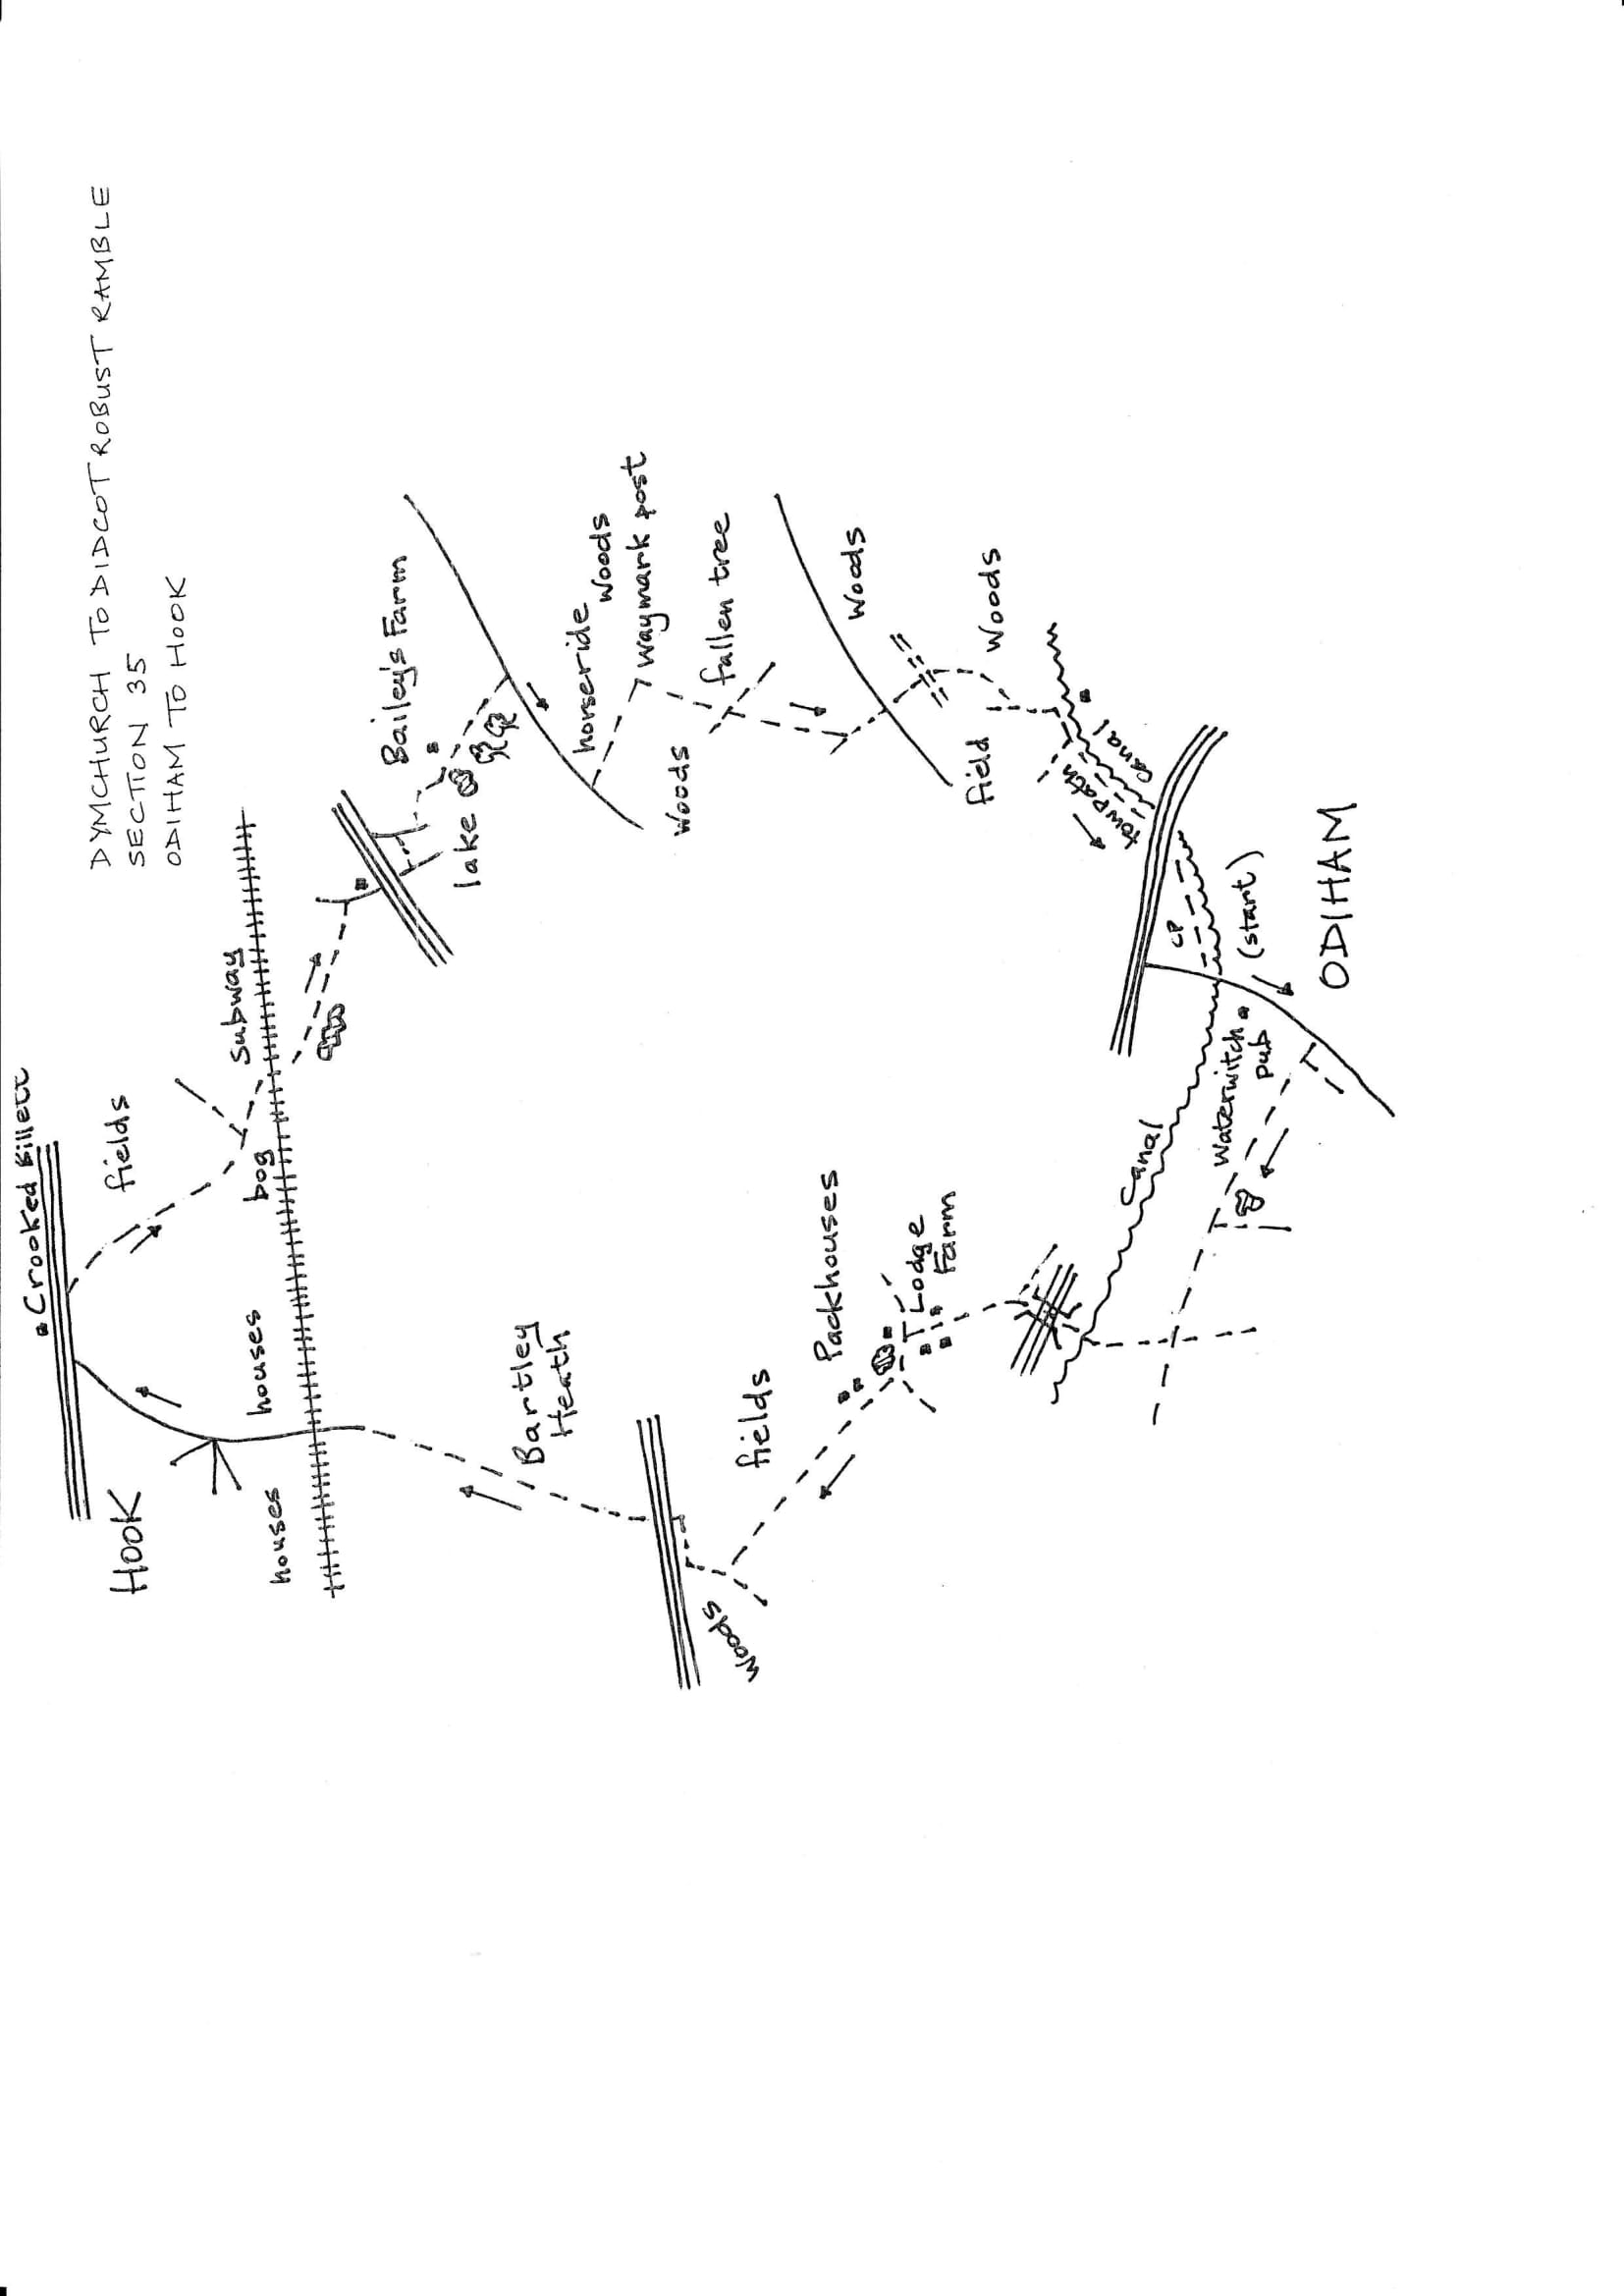 Crooked Billett
DYMCHURCH TO DIDCOT ROBUST RAMBLE
SECTION 35
ODIHAM TO HOOK
HOOK
fields
subway
houses
houses
bog
Bailey's Farm
lake
Bartley
Heath
horseride
woods
waymark post
woods
fallen tree
woods
fields
Packhouses
Woods
Lodge
Farm
field
woods
towpath
canal
canal
CP
Waterwitch
pub
(start)
ODIHAM